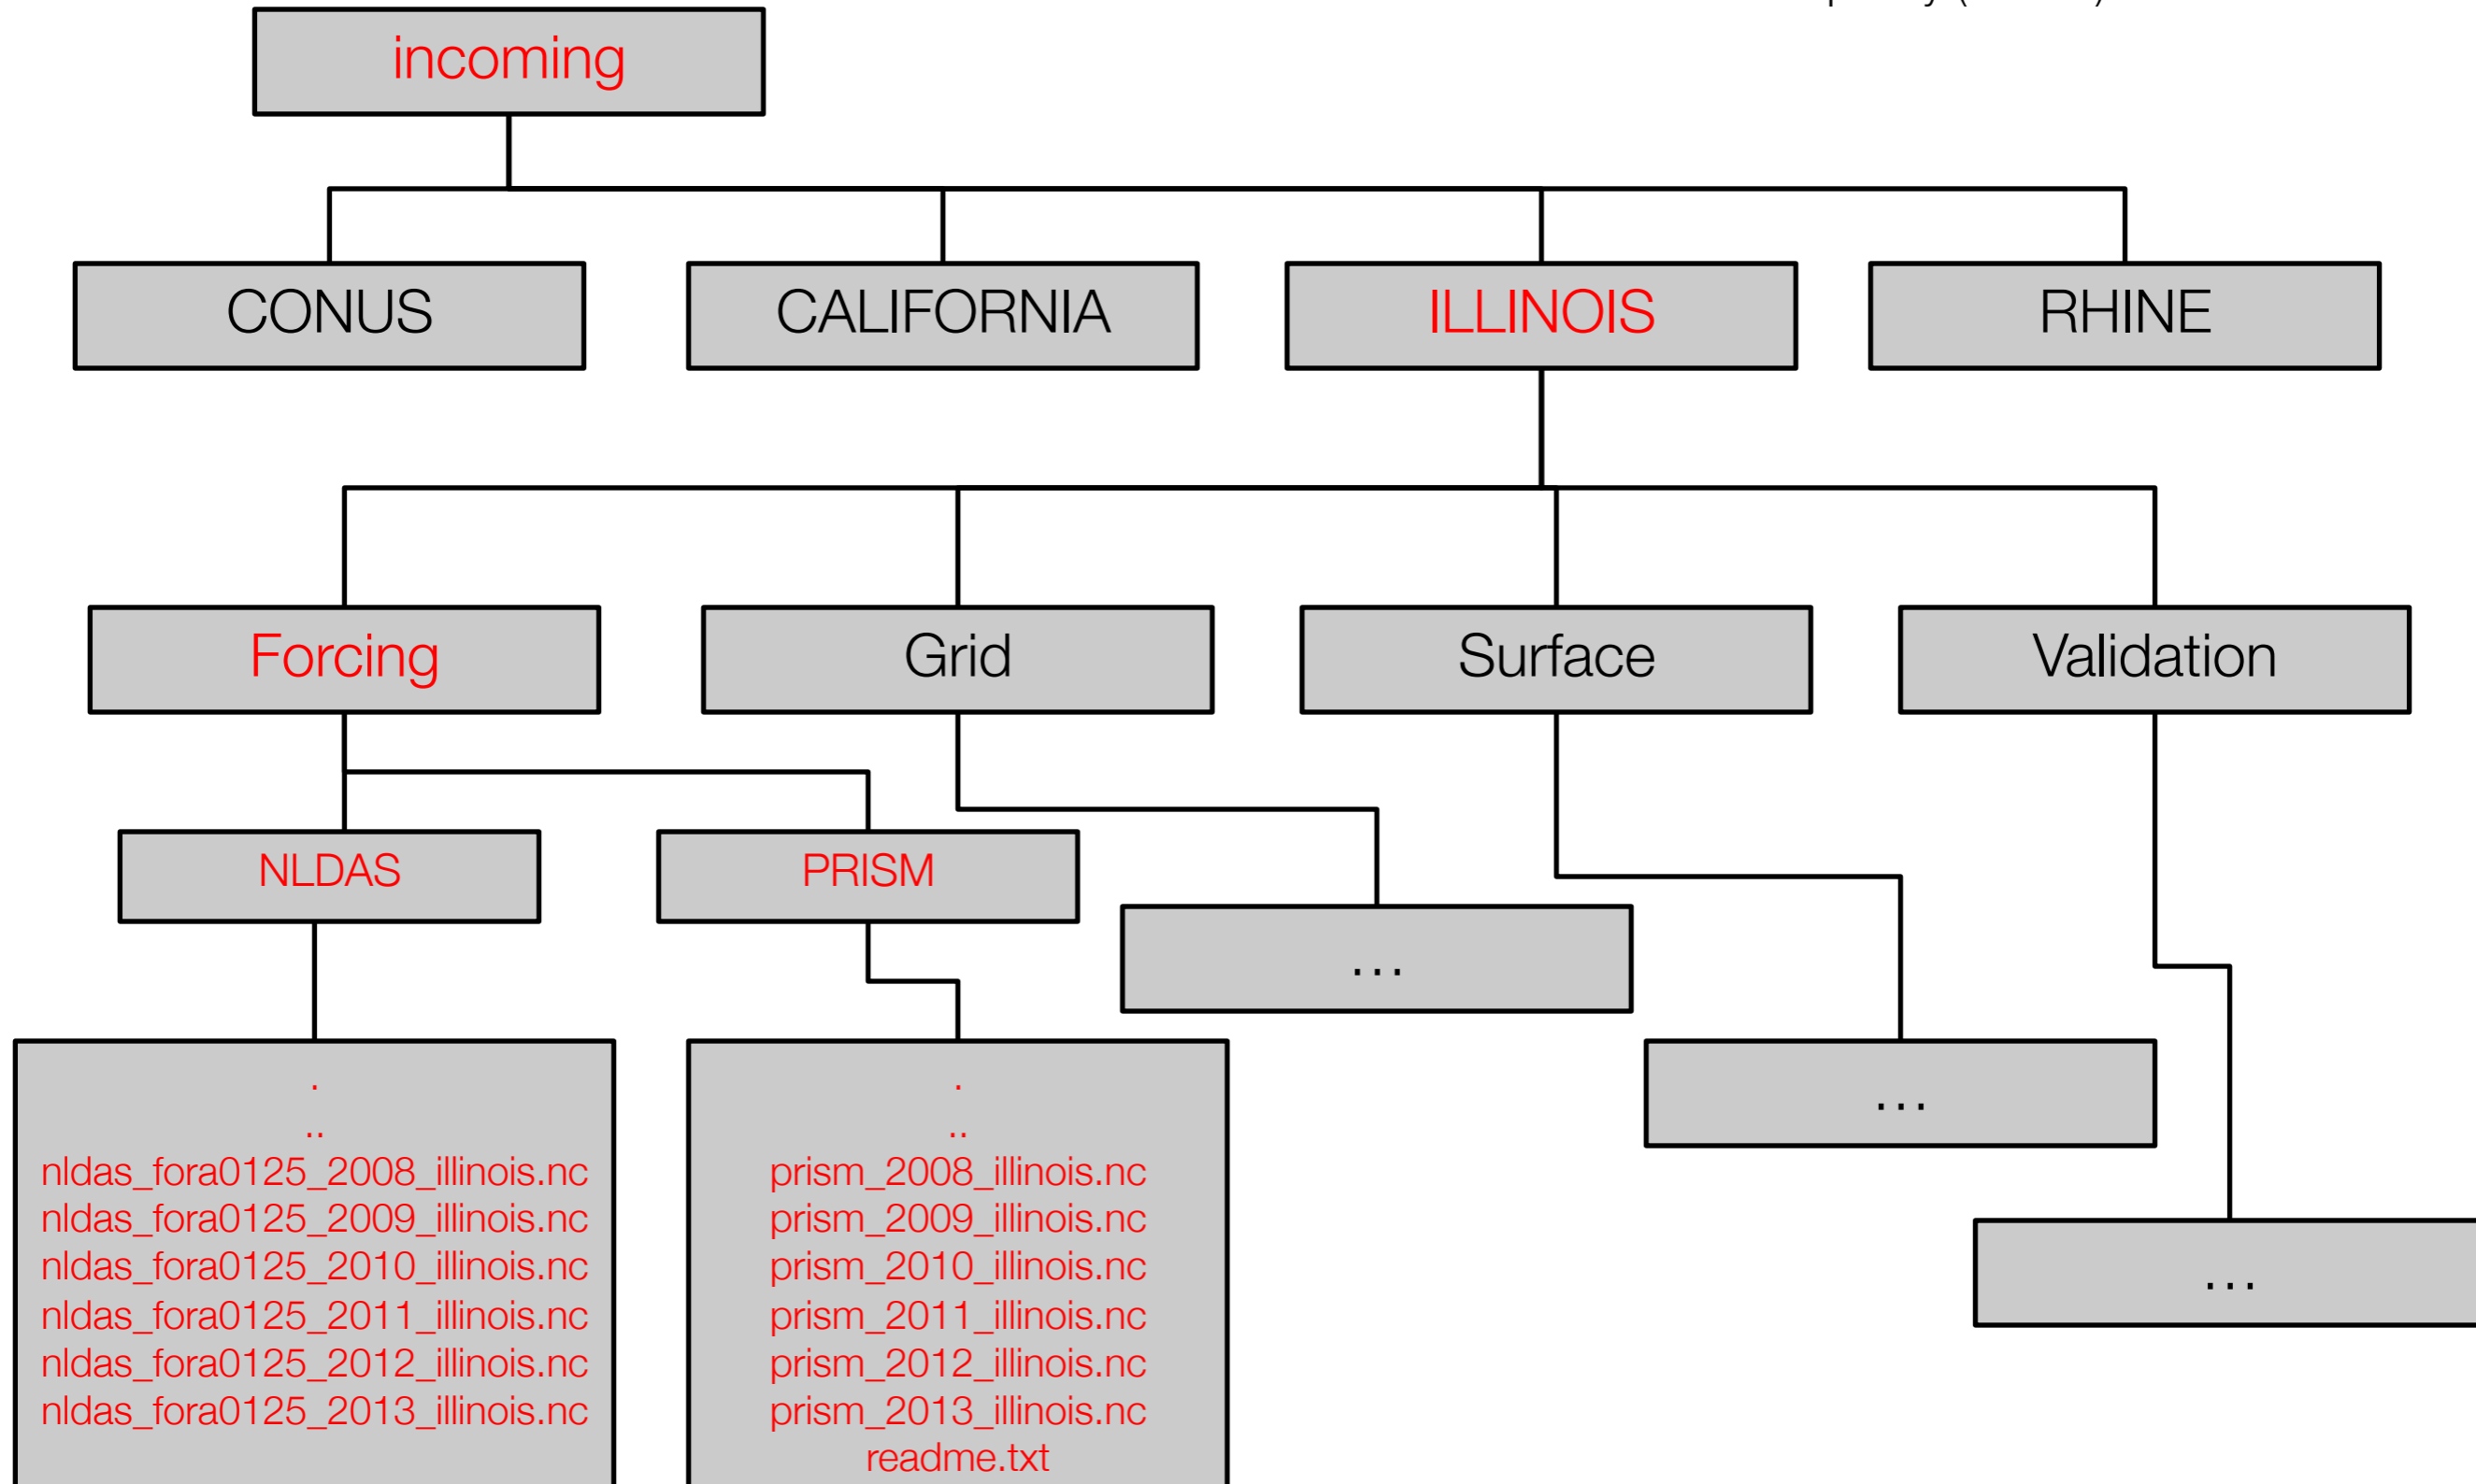 incoming
CONUS
CALIFORNIA
ILLINOIS
RHINE
Forcing
Grid
Surface
Validation
NLDAS
PRISM
...
...
...
.
..
nldas_fora0125_2008_illinois.nc
nldas_fora0125_2009_illinois.nc
nldas_fora0125_2010_illinois.nc
nldas_fora0125_2011_illinois.nc
nldas_fora0125_2012_illinois.nc
nldas_fora0125_2013_illinois.nc
.
..
prism_2008_illinois.nc
prism_2009_illinois.nc
prism_2010_illinois.nc
prism_2011_illinois.nc
prism_2012_illinois.nc
prism_2013_illinois.nc
readme.txt